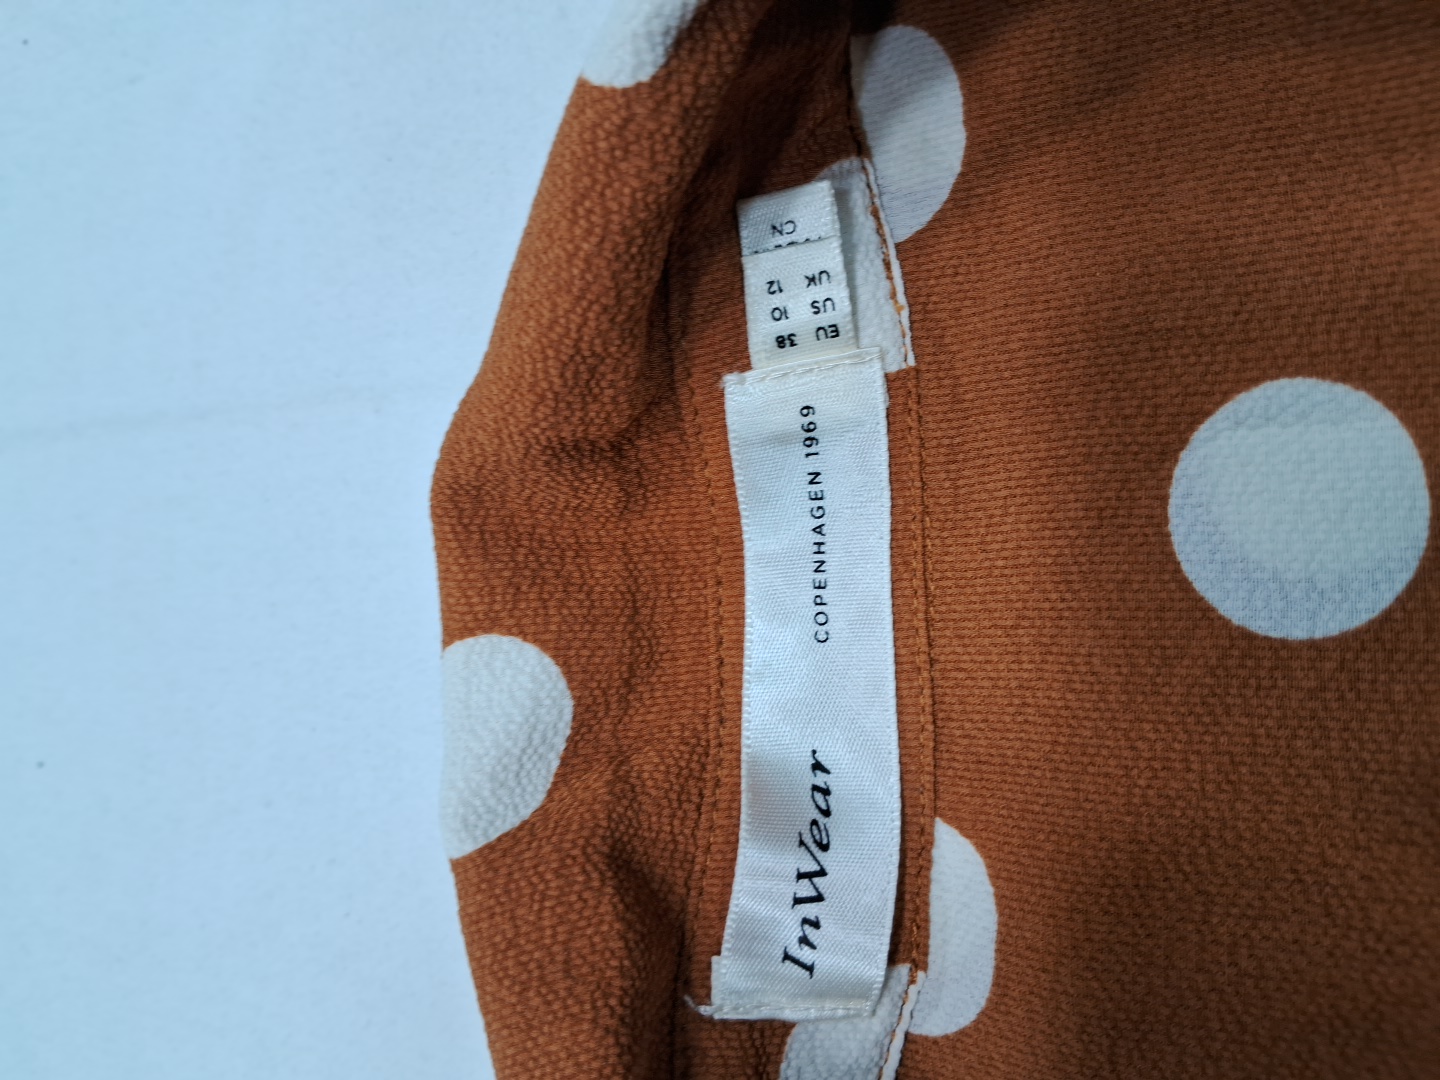 InWear
COPENHAGEN 1969
EU 38
US 10
UK 12
CN